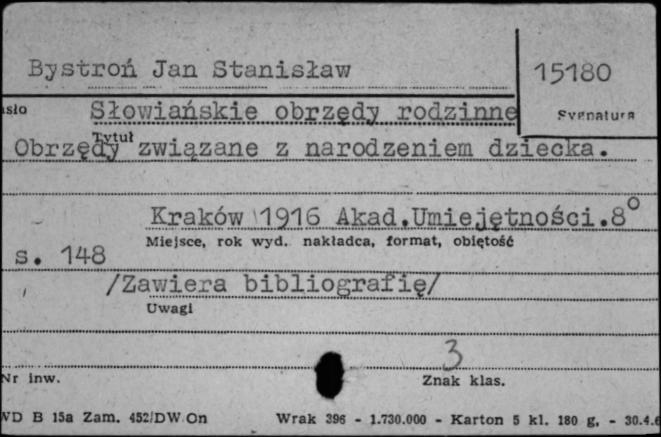 Bystroń Jan Stanisław
15180
Słowiańskie obrzędy rodzinne
Sygnatura
Tytuł
Obrzędy związane z narodzeniem dziecka.
Kraków 1916 Akad.Umiejętności.8°
Miejsce, rok wyd. nakładca, format, objętość
s. 148
/Zawiera bibliografię/
Uwagi
3
Nr inw.
Znak klas.
WD B 15a Zam. 452/DW On Wrak 396 - 1.730.000 - Karton 5 kl. 180 g, - 30.4.6